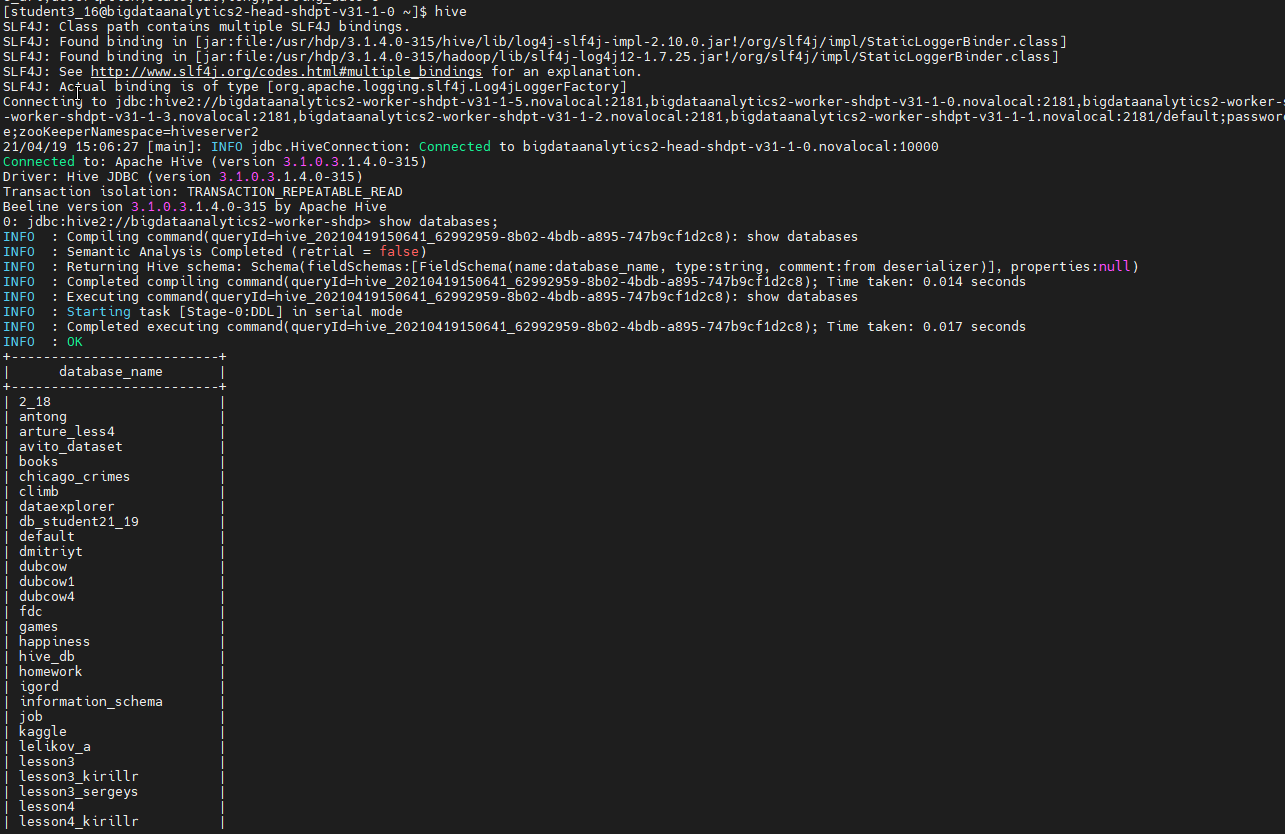 [student3_16@bigdataanalytics2-head-shdpt-v31-1-0 ~]$ hive
SLF4J: Class path contains multiple SLF4J bindings.
SLF4J: Found binding in [jar:file:/usr/hdp/3.1.4.0-315/hive/lib/log4j-slf4j-impl-2.10.0.jar!/org/slf4j/impl/StaticLoggerBinder.class]
SLF4J: Found binding in [jar:file:/usr/hdp/3.1.4.0-315/hadoop/lib/slf4j-log4j12-1.7.25.jar!/org/slf4j/impl/StaticLoggerBinder.class]
SLF4J: See http://www.slf4j.org/codes.html#multiple_bindings for an explanation.
SLF4J: Actual binding is of type [org.apache.logging.slf4j.Log4jLoggerFactory]
Connecting to jdbc:hive2://bigdataanalytics2-worker-shdpt-v31-1-5.novalocal:2181,bigdataanalytics2-worker-shdpt-v31-1-0.novalocal:2181,bigdataanalytics2-worker-s
-worker-shdpt-v31-1-3.novalocal:2181,bigdataanalytics2-worker-shdpt-v31-1-2.novalocal:2181,bigdataanalytics2-worker-shdpt-v31-1-1.novalocal:2181/default;password
e;zooKeeperNamespace=hiveserver2
21/04/19 15:06:27 [main]: INFO jdbc.HiveConnection: Connected to bigdataanalytics2-head-shdpt-v31-1-0.novalocal:10000
Connected to: Apache Hive (version 3.1.0.3.1.4.0-315)
Driver: Hive JDBC (version 3.1.0.3.1.4.0-315)
Transaction isolation: TRANSACTION_REPEATABLE_READ
Beeline version 3.1.0.3.1.4.0-315 by Apache Hive
0: jdbc:hive2://bigdataanalytics2-worker-shdp> show databases;
INFO  : Compiling command(queryId=hive_20210419150641_62992959-8b02-4bdb-a895-747b9cf1d2c8): show databases
INFO  : Semantic Analysis Completed (retrial = false)
INFO  : Returning Hive schema: Schema(fieldSchemas:[FieldSchema(name:database_name, type:string, comment:from deserializer)], properties:null)
INFO  : Completed compiling command(queryId=hive_20210419150641_62992959-8b02-4bdb-a895-747b9cf1d2c8); Time taken: 0.014 seconds
INFO  : Executing command(queryId=hive_20210419150641_62992959-8b02-4bdb-a895-747b9cf1d2c8): show databases
INFO  : Starting task [Stage-0:DDL] in serial mode
INFO  : Completed executing command(queryId=hive_20210419150641_62992959-8b02-4bdb-a895-747b9cf1d2c8); Time taken: 0.017 seconds
INFO  : OK
+--------------------------+
|      database_name       |
+--------------------------+
| 2_18                     |
| antong                   |
| arture_less4             |
| avito_dataset            |
| books                    |
| chicago_crimes           |
| climb                    |
| dataexplorer             |
| db_student21_19          |
| default                  |
| dmitriyt                 |
| dubcow                   |
| dubcow1                  |
| dubcow4                  |
| fdc                      |
| games                    |
| happiness                |
| hive_db                  |
| homework                 |
| igord                    |
| information_schema       |
| job                      |
| kaggle                   |
| lelikov_a                |
| lesson3                  |
| lesson3_kirillr          |
| lesson3_sergeys          |
| lesson4                  |
| lesson4_kirillr          |